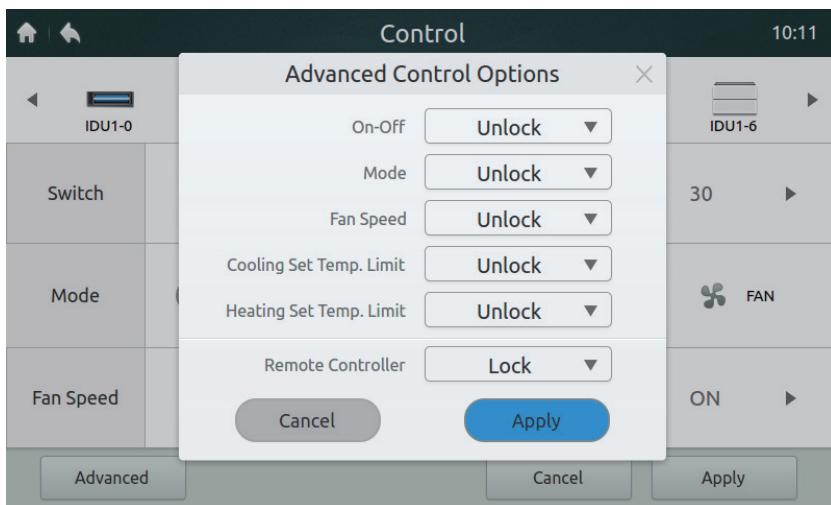 Control
10:11
Advanced Control Options
IDU1-0
IDU1-6
On-Off Unlock
Mode Unlock
Fan Speed Unlock
Cooling Set Temp. Limit Unlock
Heating Set Temp. Limit Unlock
Remote Controller Lock
Cancel Apply
Switch 30
Mode FAN
Fan Speed ON
Advanced Cancel Apply